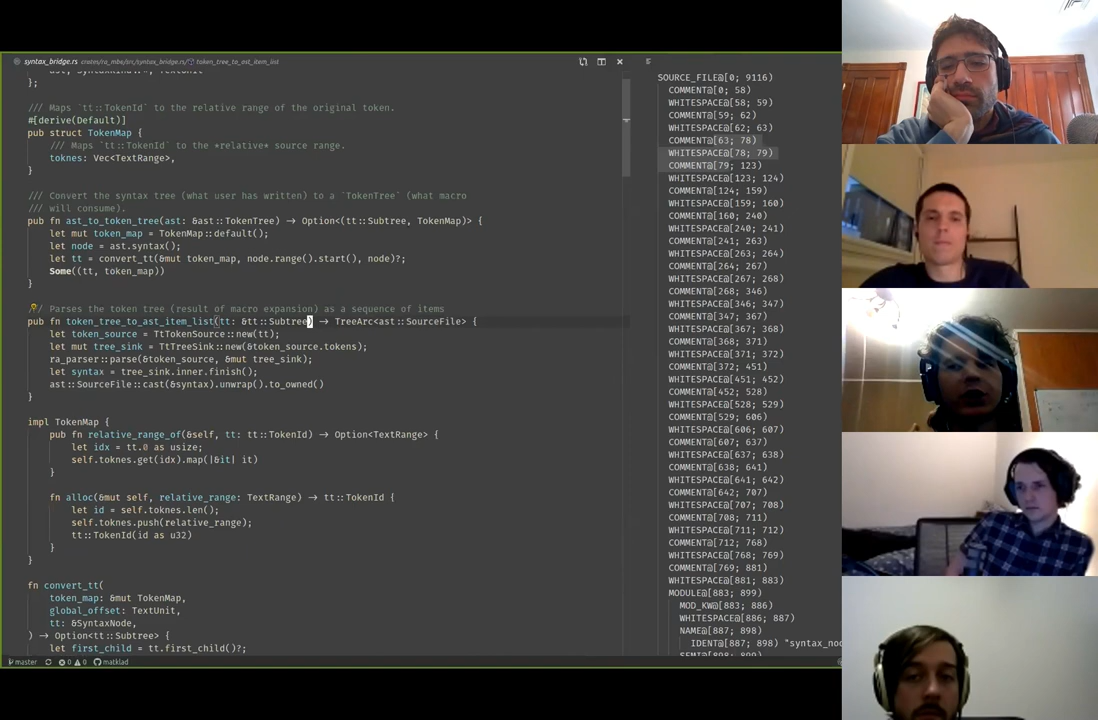 syntax_bridge.rs crates/ra_mbe/src/syntax_bridge.rs/ token_tree_to_ast_item_list
};
/// Maps `tt::TokenId` to the relative range of the original token.
#[derive(Default)]
pub struct TokenMap {
/// Maps `tt::TokenId` to the *relative* source range.
toknes: Vec<TextRange>,
}
/// Convert the syntax tree (what user has written) to a `TokenTree` (what macro
/// will consume).
pub fn ast_to_token_tree(ast: &ast::TokenTree) → Option<(tt::Subtree, TokenMap)> {
let mut token_map = TokenMap::default();
let node = ast.syntax();
let tt = convert_tt(&mut token_map, node.range().start(), node)?;
Some((tt, token_map))
}
// Parses the token tree (result of macro expansion) as a sequence of items
pub fn token_tree_to_ast_item_list(tt: &tt::Subtree) → TreeArc<ast::SourceFile> {
let token_source = TtTokenSource::new(tt);
let mut tree_sink = TtTreeSink::new(&token_source.tokens);
ra_parser::parse(&token_source, &mut tree_sink);
let syntax = tree_sink.inner.finish();
ast::SourceFile::cast(&syntax).unwrap().to_owned()
}
impl TokenMap {
pub fn relative_range_of(&self, tt: tt::TokenId) → Option<TextRange> {
let idx = tt.0 as usize;
self.toknes.get(idx).map(|&it| it)
}
fn alloc(&mut self, relative_range: TextRange) → tt::TokenId {
let id = self.toknes.len();
self.toknes.push(relative_range);
tt::TokenId(id as u32)
}
}
fn convert_tt(
token_map: &mut TokenMap,
global_offset: TextUnit,
tt: &SyntaxNode,
) → Option<tt::Subtree> {
let first_child = tt.first_child()?;
master 0 0 matklad
SOURCE_FILE@[0; 9116)
COMMENT@[0; 58)
WHITESPACE@[58; 59)
COMMENT@[59; 62)
WHITESPACE@[62; 63)
COMMENT@[63; 78)
WHITESPACE@[78; 79)
COMMENT@[79; 123)
WHITESPACE@[123; 124)
COMMENT@[124; 159)
WHITESPACE@[159; 160)
COMMENT@[160; 240)
WHITESPACE@[240; 241)
COMMENT@[241; 263)
WHITESPACE@[263; 264)
COMMENT@[264; 267)
WHITESPACE@[267; 268)
COMMENT@[268; 346)
WHITESPACE@[346; 347)
COMMENT@[347; 367)
WHITESPACE@[367; 368)
COMMENT@[368; 371)
WHITESPACE@[371; 372)
COMMENT@[372; 451)
WHITESPACE@[451; 452)
COMMENT@[452; 528)
WHITESPACE@[528; 529)
COMMENT@[529; 606)
WHITESPACE@[606; 607)
COMMENT@[607; 637)
WHITESPACE@[637; 638)
COMMENT@[638; 641)
WHITESPACE@[641; 642)
COMMENT@[642; 707)
WHITESPACE@[707; 708)
COMMENT@[708; 711)
WHITESPACE@[711; 712)
COMMENT@[712; 768)
WHITESPACE@[768; 769)
COMMENT@[769; 881)
WHITESPACE@[881; 883)
MODULE@[883; 899)
MOD_KW@[883; 886)
WHITESPACE@[886; 887)
NAME@[887; 898)
IDENT@[887; 898) "syntax_nod
SEMI@[898; 899)